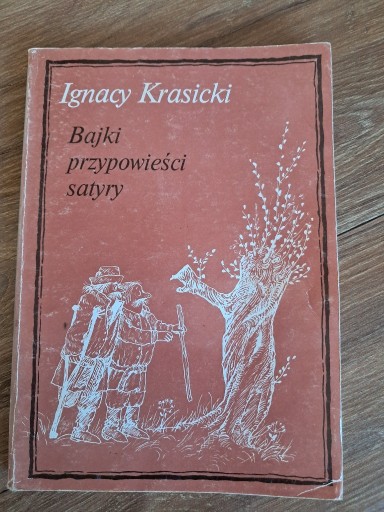 Ignacy Krasicki
Bajki
przypowieści
satyry